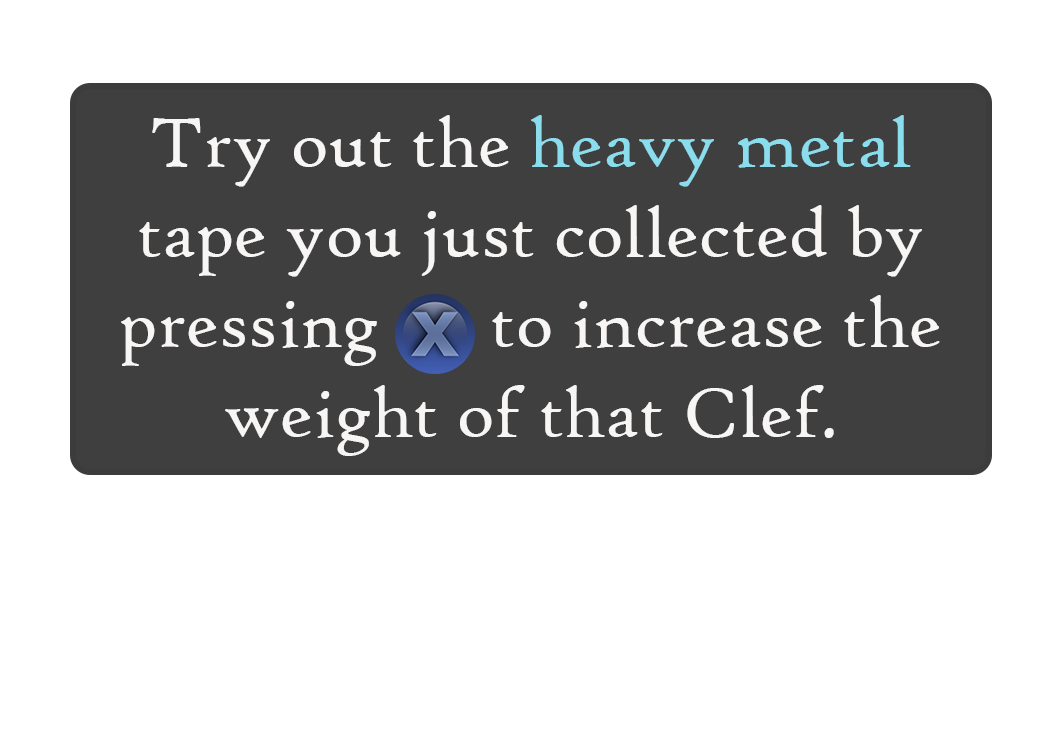 Try out the heavy metal
tape you just collected by
pressing X to increase the
weight of that Clef.